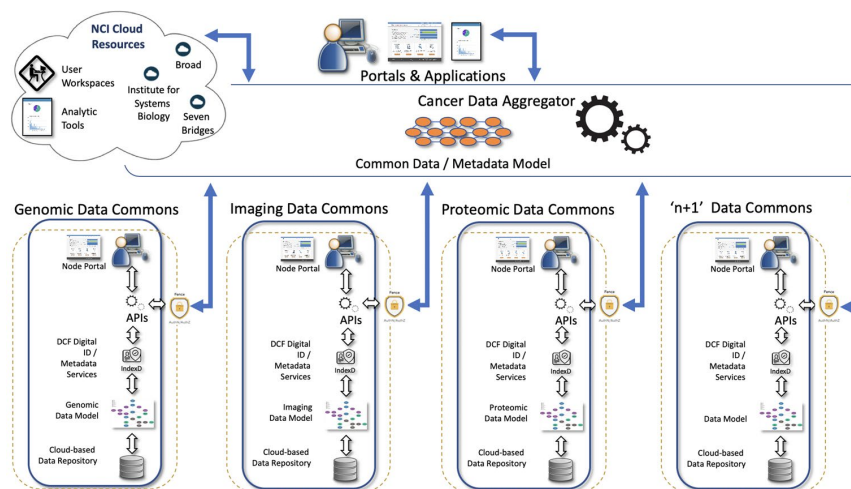 NCI Cloud
Resources
User
Workspaces
Analytic
Tools
Broad
Institute for
Systems
Biology
Seven
Bridges
Portals & Applications
Cancer Data Aggregator
Common Data / Metadata Model
Genomic Data Commons
Node Portal
Fence
APIs
DCF Digital
ID /
Metadata
Services
IndexD
Genomic
Data Model
Cloud-based
Data Repository
Imaging Data Commons
Node Portal
Fence
APIs
DCF Digital
ID /
Metadata
Services
IndexD
Imaging
Data Model
Cloud-based
Data Repository
Proteomic Data Commons
Node Portal
Fence
APIs
DCF Digital
ID /
Metadata
Services
IndexD
Proteomic
Data Model
Cloud-based
Data Repository
‘n+1’ Data Commons
Node Portal
Fence
APIs
DCF Digital
ID /
Metadata
Services
IndexD
Data Model
Cloud-based
Data Repository